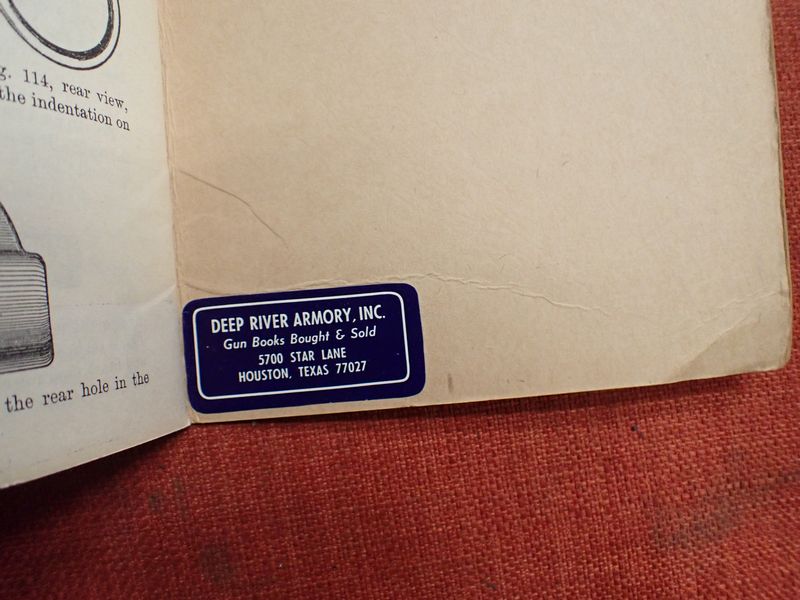 g. 114, rear view,
the indentation on
the rear hole in the
DEEP RIVER ARMORY, INC.
Gun Books Bought & Sold
5700 STAR LANE
HOUSTON, TEXAS 77027